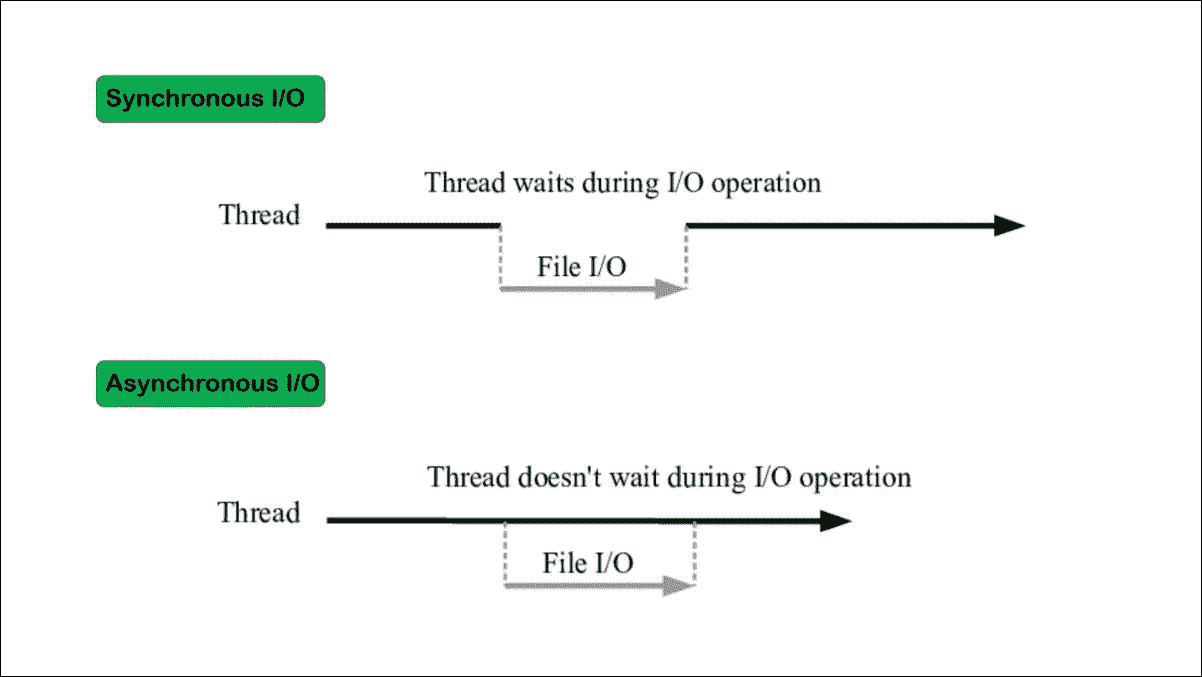 Synchronous I/O
Thread waits during I/O operation
Thread
File I/O
Asynchronous I/O
Thread doesn't wait during I/O operation
Thread
File I/O